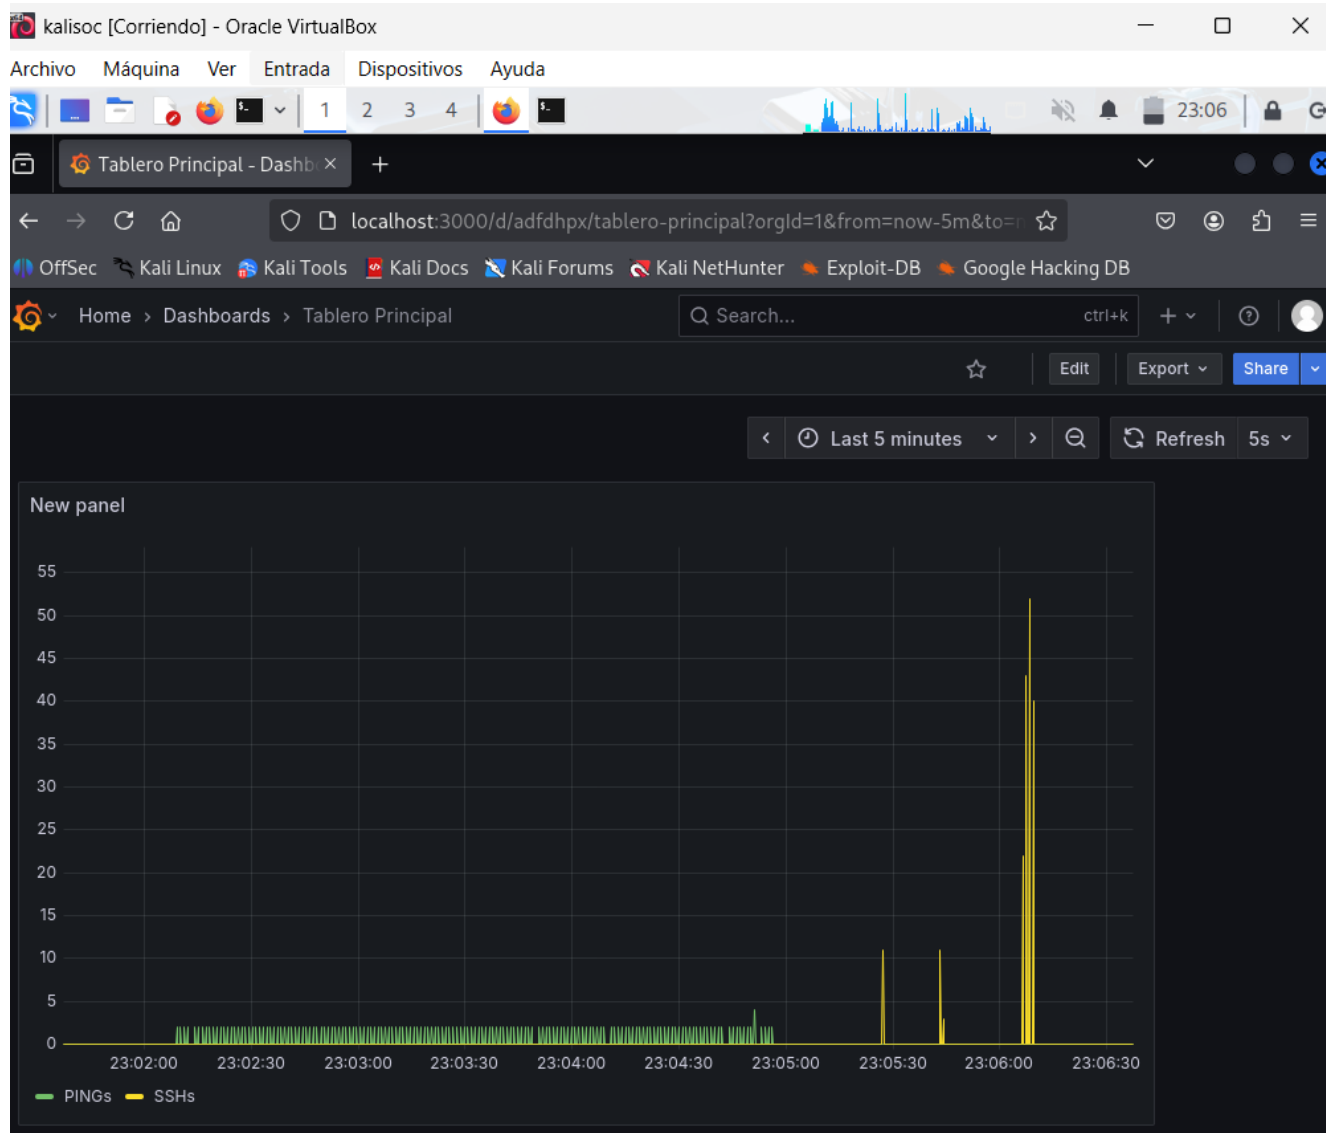 kalisoc [Corriendo] - Oracle VirtualBox
Archivo Máquina Ver Entrada Dispositivos Ayuda
1 2 3 4 23:06
Tablero Principal - Dashb
localhost:3000/d/adfdhpx/tablero-principal?orgId=1&from=now-5m&to=
OffSec Kali Linux Kali Tools Kali Docs Kali Forums Kali NetHunter Exploit-DB Google Hacking DB
Home › Dashboards › Tablero Principal Search... ctrl+k
Edit Export Share
Last 5 minutes Refresh 5s
New panel
55
50
45
40
35
30
25
20
15
10
5
0
23:02:00 23:02:30 23:03:00 23:03:30 23:04:00 23:04:30 23:05:00 23:05:30 23:06:00 23:06:30
PINGs SSHs